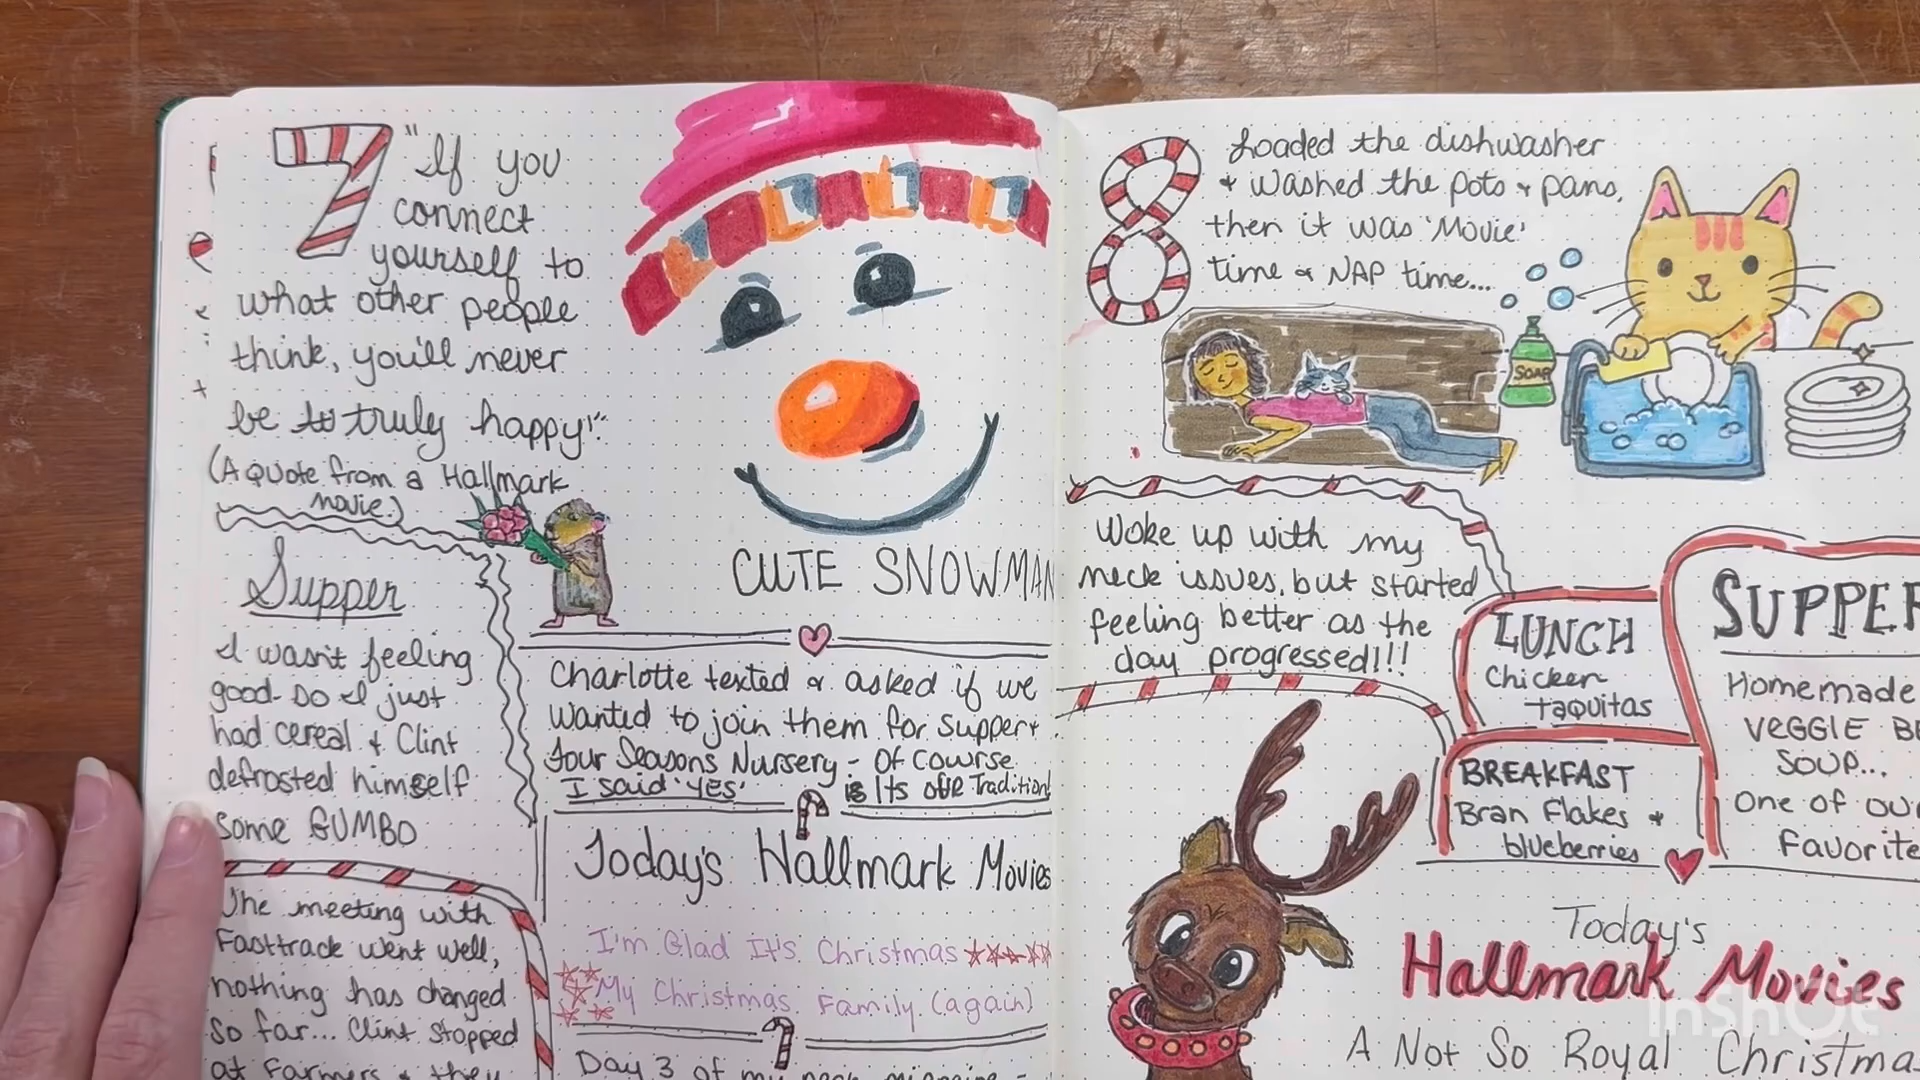 7
"If you
connect
yourself to
what other people
think, you'll never
be truly happy!"
(A Quote from a Hallmark
movie.)
Supper
I wasn't feeling
good. So I just
had cereal & Clint
defrosted himself
some GUMBO
The meeting with
Fasttrack went well,
nothing has changed
so far... Clint stopped
at Farmers & they
CUTE SNOWMAN
Charlotte texted & asked if we
wanted to join them for supper &
Four Seasons Nursery - Of Course
I said 'YES'
Its our Tradition!
Today's Hallmark Movies
I'm Glad It's Christmas
My Christmas Family (again)
Day 3 of my neck migraine -
8
Loaded the dishwasher
& washed the pots & pans,
then it was 'Movie'
time & NAP time...
SOAP
Woke up with my
neck issues, but started
feeling better as the
day progressed!!!
LUNCH
Chicken
taquitas
BREAKFAST
Bran Flakes &
blueberries
SUPPER
Homemade
VEGGIE BE
SOUP...
one of our
Favorite
Today's
Hallmark Movies
A Not So Royal Christma
InShOt